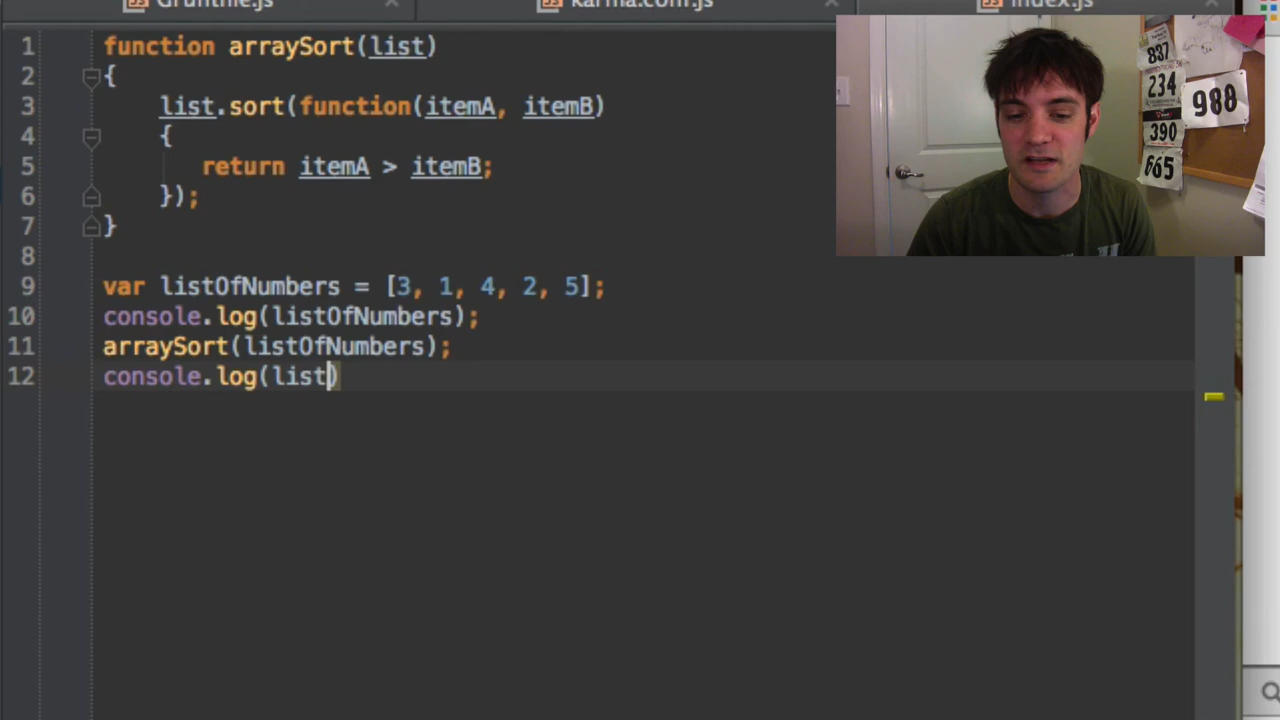 Gruntfile.js karma.conf.js index.js
1 function arraySort(list)
2 {
3 list.sort(function(itemA, itemB)
4 {
5 return itemA > itemB;
6 });
7 }
8
9 var listOfNumbers = [3, 1, 4, 2, 5];
10 console.log(listOfNumbers);
11 arraySort(listOfNumbers);
12 console.log(list)
837
234
988
390
665